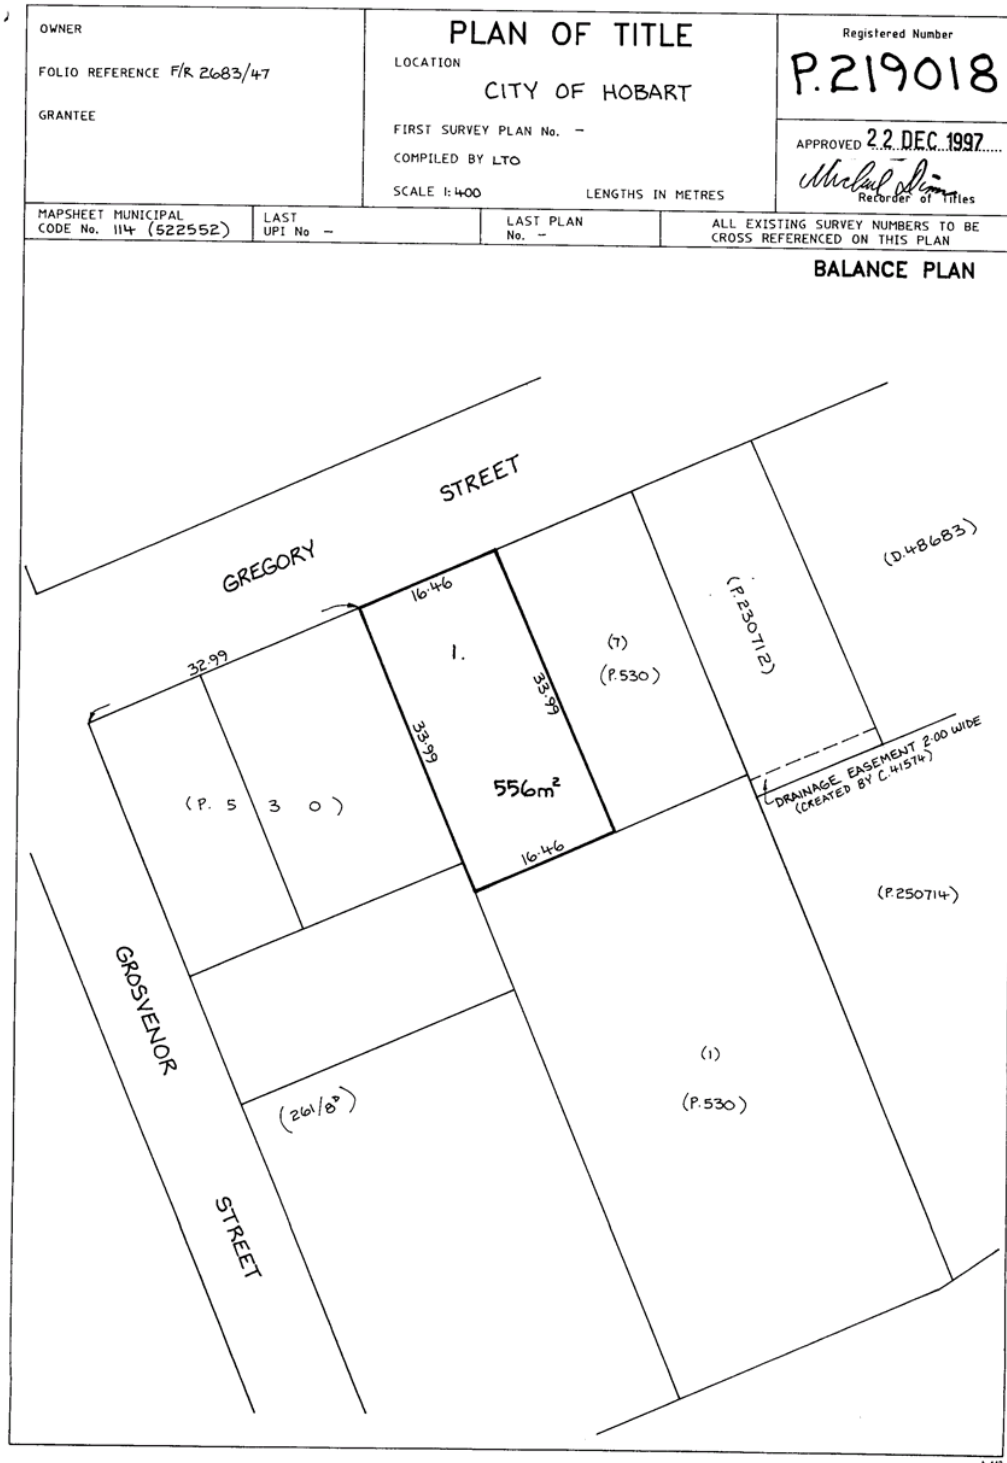 OWNER
FOLIO REFERENCE F/R 2683/47
GRANTEE
PLAN OF TITLE
LOCATION
CITY OF HOBART
FIRST SURVEY PLAN No. -
COMPILED BY LTO
SCALE 1:400 LENGTHS IN METRES
Registered Number
P.219018
APPROVED 22 DEC 1997
Recorder of Titles
MAPSHEET MUNICIPAL
CODE No. 114 (522552)
LAST
UPI No -
LAST PLAN
No. -
ALL EXISTING SURVEY NUMBERS TO BE
CROSS REFERENCED ON THIS PLAN
BALANCE PLAN
GREGORY STREET
(D.48683)
16.46
(P.230712)
1.
(7)
(P.530)
32.99
33.99
33.99
556m²
(P. 5 3 0)
DRAINAGE EASEMENT 2.00 WIDE
(CREATED BY C.41574)
16.46
(P.250714)
GROSVENOR STREET
(1)
(P.530)
(261/8ᴰ)